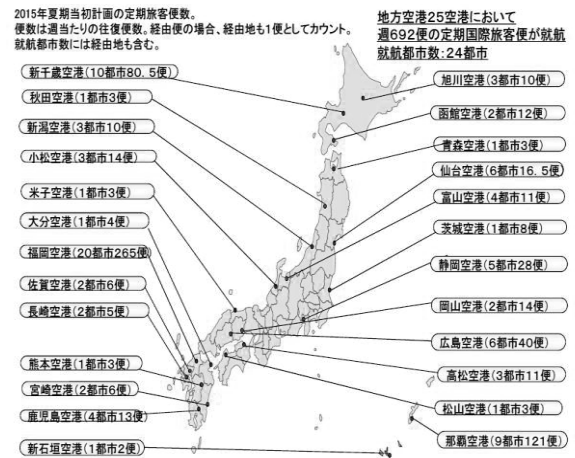 2015年夏期当初計画の定期旅客便数。
便数は週当たりの往復便数。経由便の場合、経由地も1便としてカウント。
就航都市数には経由地も含む。
地方空港25空港において
週692便の定期国際旅客便が就航
就航都市数:24都市
新千歳空港(10都市80.5便)
秋田空港(1都市3便)
新潟空港(3都市10便)
小松空港(3都市14便)
米子空港(1都市3便)
大分空港(1都市4便)
福岡空港(20都市265便)
佐賀空港(2都市6便)
長崎空港(2都市5便)
熊本空港(1都市3便)
宮崎空港(2都市6便)
鹿児島空港(4都市13便)
新石垣空港(1都市2便)
旭川空港(3都市10便)
函館空港(2都市12便)
青森空港(1都市3便)
仙台空港(6都市16.5便)
富山空港(4都市11便)
茨城空港(1都市8便)
静岡空港(5都市28便)
岡山空港(2都市14便)
広島空港(6都市40便)
高松空港(3都市11便)
松山空港(1都市3便)
那覇空港(9都市121便)